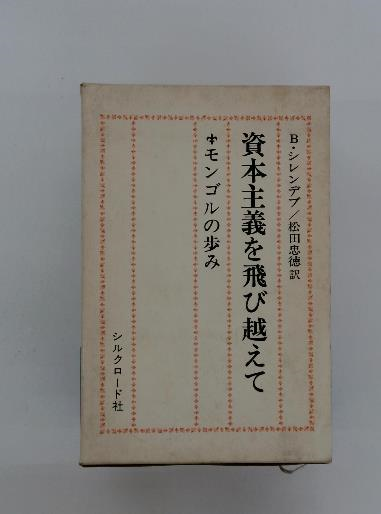 B・シレンデブ／松田忠徳訳
資本主義を飛び越えて
モンゴルの歩み
シルクロード社